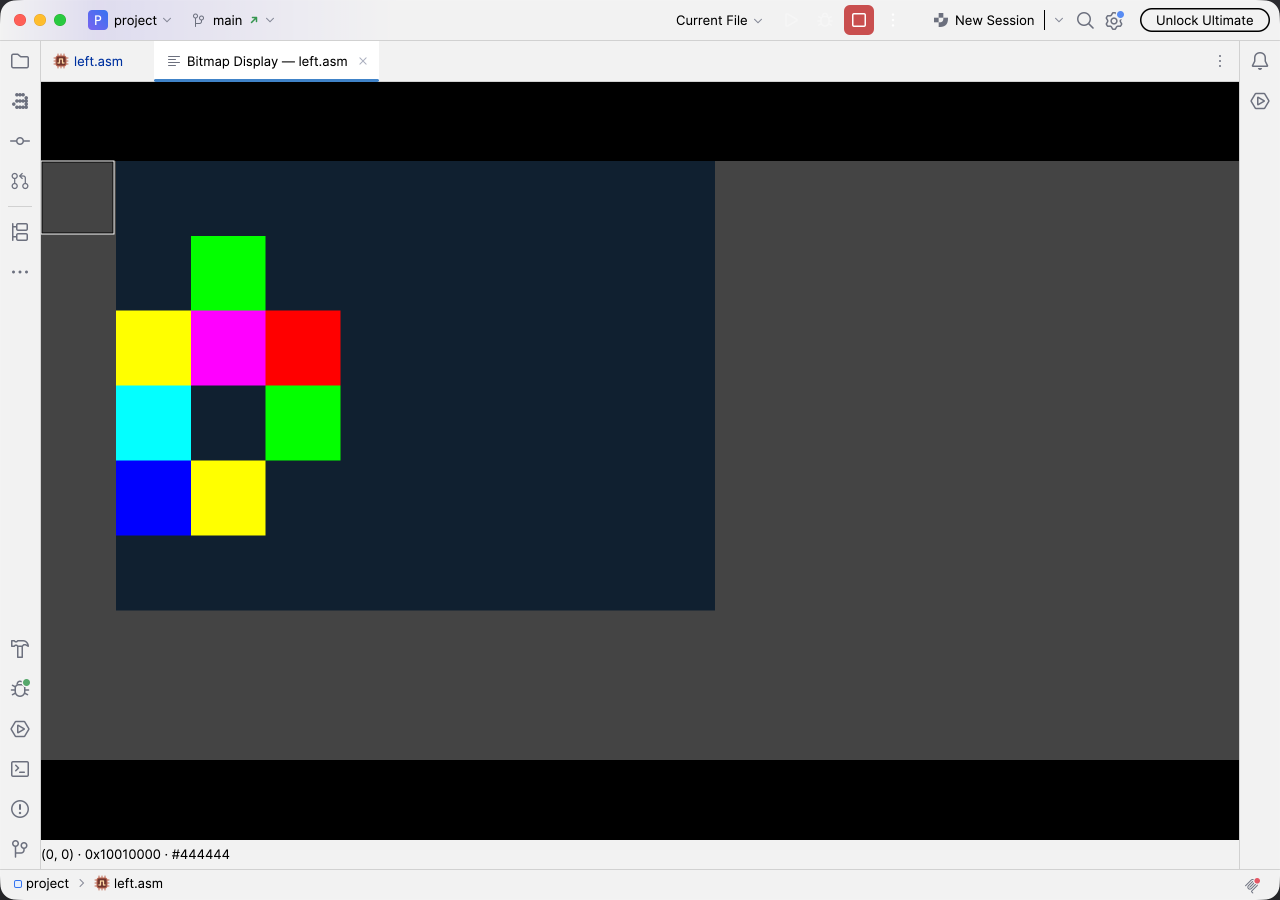 P project main Current File New Session Unlock Ultimate
left.asm Bitmap Display — left.asm
(0, 0) · 0x10010000 · #444444
project left.asm